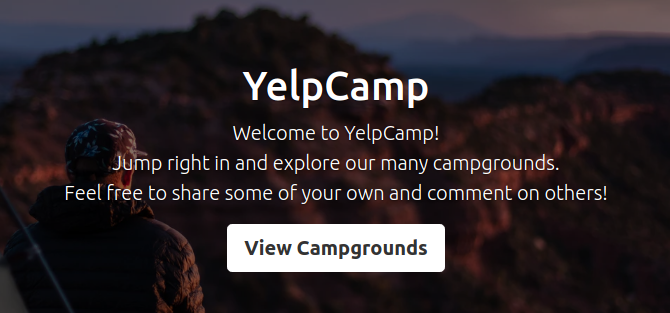 YelpCamp
Welcome to YelpCamp!
Jump right in and explore our many campgrounds.
Feel free to share some of your own and comment on others!
View Campgrounds